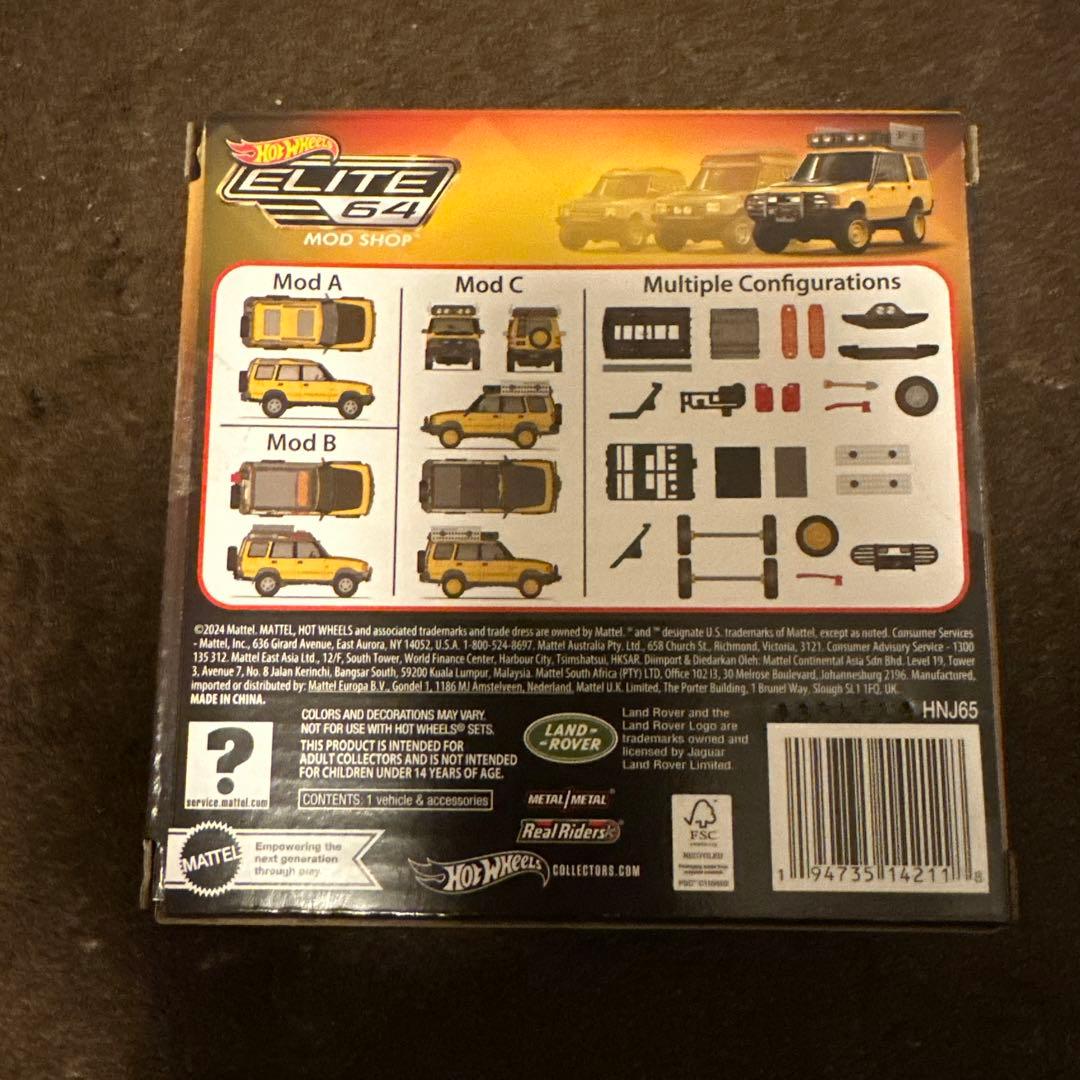 HOT WHEELS
ELITE
64
MOD SHOP
Mod A
Mod B
Mod C
Multiple Configurations
©2024 Mattel. MATTEL, HOT WHEELS and associated trademarks and trade dress are owned by Mattel. ® and ™ designate U.S. trademarks of Mattel, except as noted. Consumer Services
- Mattel, Inc., 636 Girard Avenue, East Aurora, NY 14052, U.S.A. 1-800-524-8697. Mattel Australia Pty. Ltd., 658 Church St., Richmond, Victoria, 3121. Consumer Advisory Service - 1300
135 312. Mattel East Asia Ltd., 12/F, South Tower, World Finance Center, Harbour City, Tsimshatsui, HKSAR. Diimport & Diedarkan Oleh: Mattel Continental Asia Sdn Bhd. Level 19, Tower
3, Avenue 7, No. 8 Jalan Kerinchi, Bangsar South, 59200 Kuala Lumpur, Malaysia. Mattel South Africa (PTY) LTD, Office 102 I3, 30 Melrose Boulevard, Johannesburg 2196. Manufactured,
imported or distributed by: Mattel Europa B.V., Gondel 1, 1186 MJ Amstelveen, Nederland. Mattel U.K. Limited, The Porter Building, 1 Brunel Way, Slough SL1 1FQ, UK.
MADE IN CHINA.
HNJ65
?
service.mattel.com
COLORS AND DECORATIONS MAY VARY.
NOT FOR USE WITH HOT WHEELS® SETS.
THIS PRODUCT IS INTENDED FOR
ADULT COLLECTORS AND IS NOT INTENDED
FOR CHILDREN UNDER 14 YEARS OF AGE.
CONTENTS: 1 vehicle & accessories
LAND-
-ROVER
Land Rover and the
Land Rover Logo are
trademarks owned and
licensed by Jaguar
Land Rover Limited.
METAL/METAL®
Real Riders
HOT WHEELS COLLECTORS.COM
MATTEL
Empowering the
next generation
through play.
FSC
RECYCLED
1 94735 14211 8